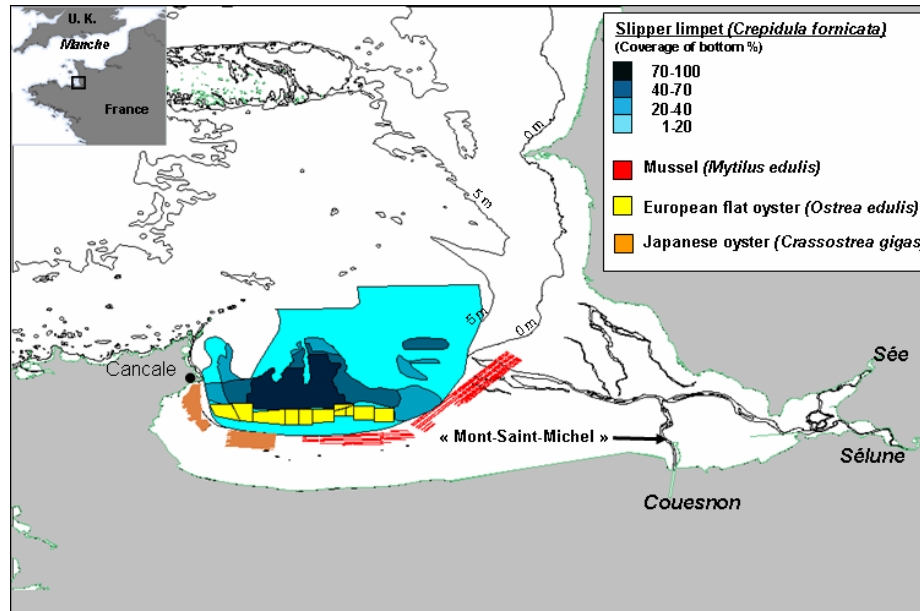 U. K.
Manche
France
Slipper limpet (Crepidula fornicata)
(Coverage of bottom %)
70-100
40-70
20-40
1-20
Mussel (Mytilus edulis)
European flat oyster (Ostrea edulis)
Japanese oyster (Crassostrea gigas)
0 m
5 m
5 m
0 m
Cancale
Sée
« Mont-Saint-Michel »
Sélune
Couesnon